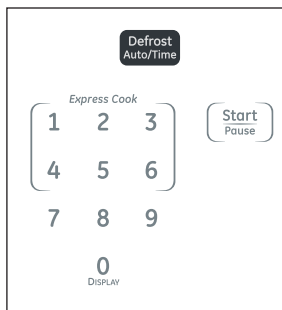 Defrost
Auto/Time
Express Cook
1 2 3
Start
Pause
4 5 6
7 8 9
0
DISPLAY